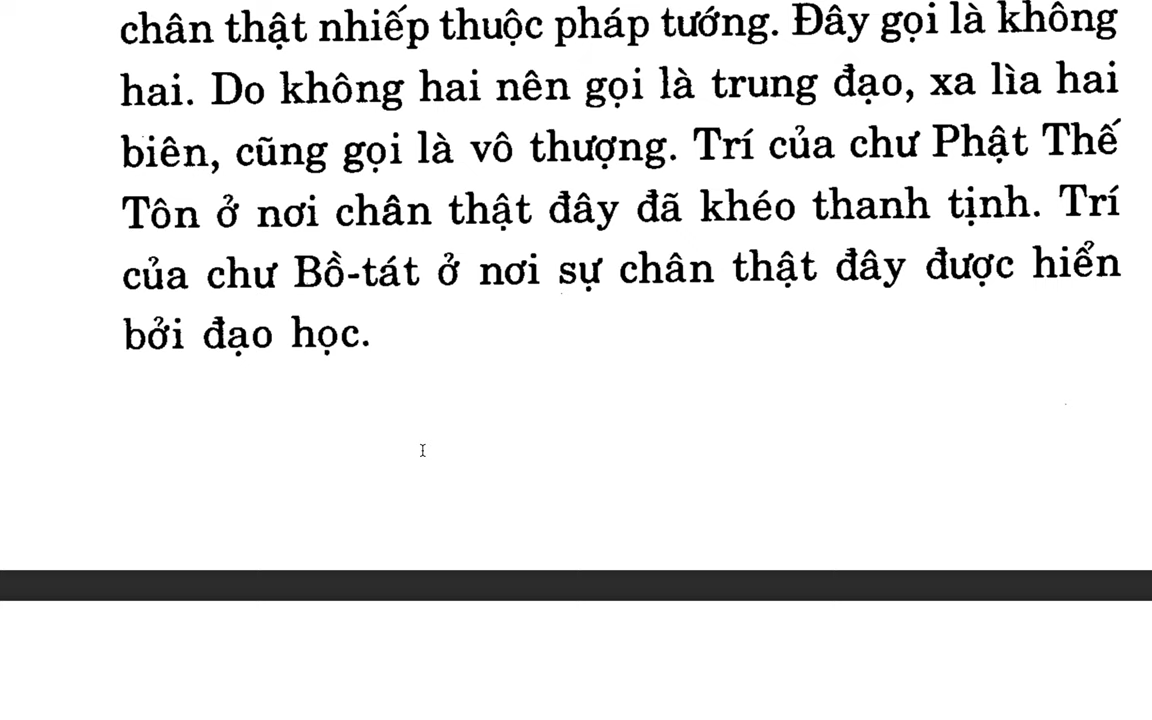 chân thật nhiếp thuộc pháp tướng. Đây gọi là không
hai. Do không hai nên gọi là trung đạo, xa lìa hai
biên, cũng gọi là vô thượng. Trí của chư Phật Thế
Tôn ở nơi chân thật đây đã khéo thanh tịnh. Trí
của chư Bồ-tát ở nơi sự chân thật đây được hiển
bởi đạo học.